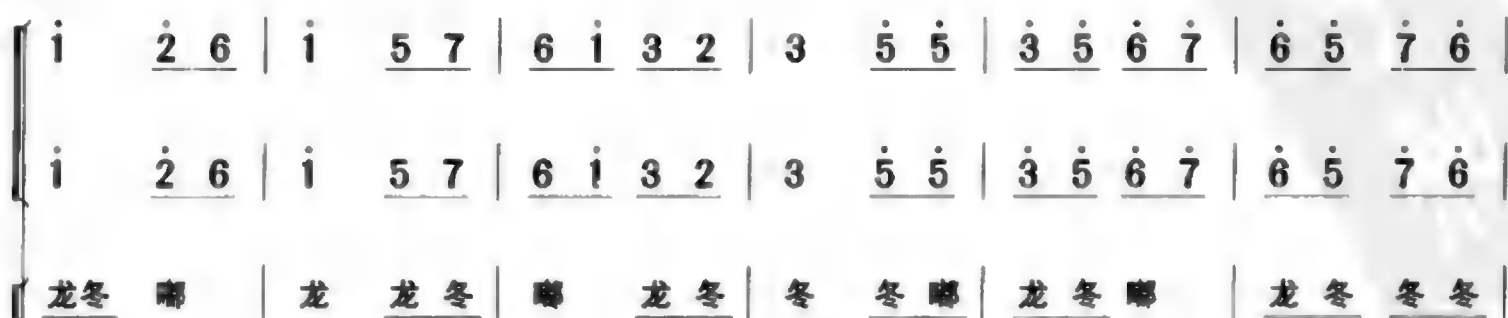 i̇ 2̇ 6 | i̇ 5 7 | 6 i̇ 3 2 | 3 5̇ 5̇ | 3̇ 5̇ 6̇ 7̇ | 6̇ 5̇ 7̇ 6̇ |
i̇ 2̇ 6 | i̇ 5 7 | 6 i̇ 3 2 | 3 5̇ 5̇ | 3̇ 5̇ 6̇ 7̇ | 6̇ 5̇ 7̇ 6̇ |
龙冬 嘟 | 龙 龙冬 | 嘟 龙冬 | 冬 冬嘟 | 龙冬 嘟 | 龙冬 冬冬 |